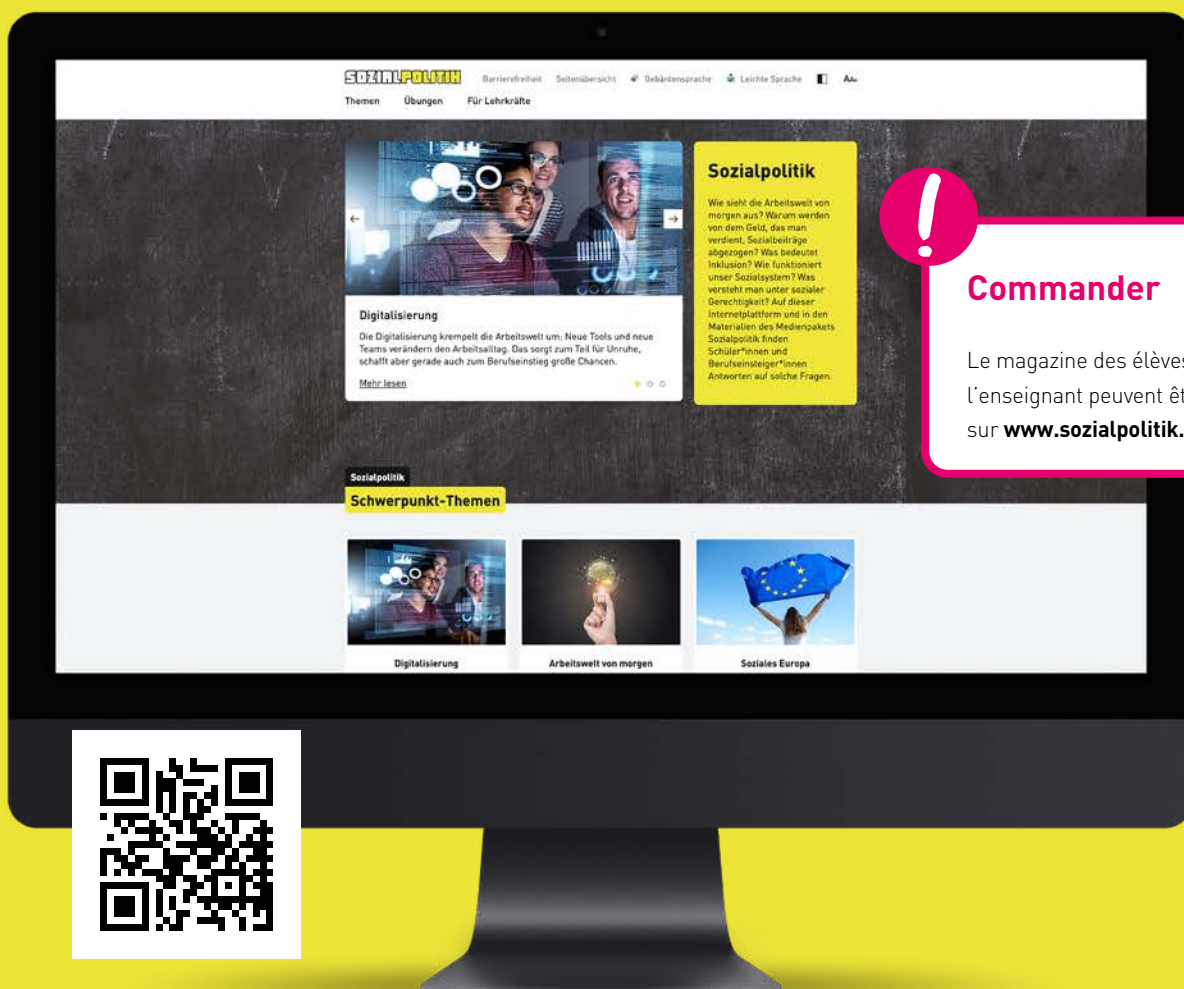 SOZIALPOLITIK Barrierefreiheit Seitenübersicht Gebärdensprache Leichte Sprache
Themen Übungen Für Lehrkräfte
Digitalisierung
Die Digitalisierung krempelt die Arbeitswelt um: Neue Tools und neue
Teams verändern den Arbeitsalltag. Das sorgt zum Teil für Unruhe,
schafft aber gerade auch zum Berufseinstieg große Chancen.
Mehr lesen
Sozialpolitik
Wie sieht die Arbeitswelt von
morgen aus? Warum werden
von dem Geld, das man
verdient, Sozialbeiträge
abgezogen? Was bedeutet
Inklusion? Wie funktioniert
unser Sozialsystem? Was
versteht man unter sozialer
Gerechtigkeit? Auf dieser
Internetplattform und in den
Materialien des Medienpakets
Sozialpolitik finden
Schüler*innen und
Berufseinsteiger*innen
Antworten auf solche Fragen.
!
Commander
Le magazine des élèves
l'enseignant peuvent êt
sur www.sozialpolitik.
Sozialpolitik
Schwerpunkt-Themen
Digitalisierung
Arbeitswelt von morgen
Soziales Europa